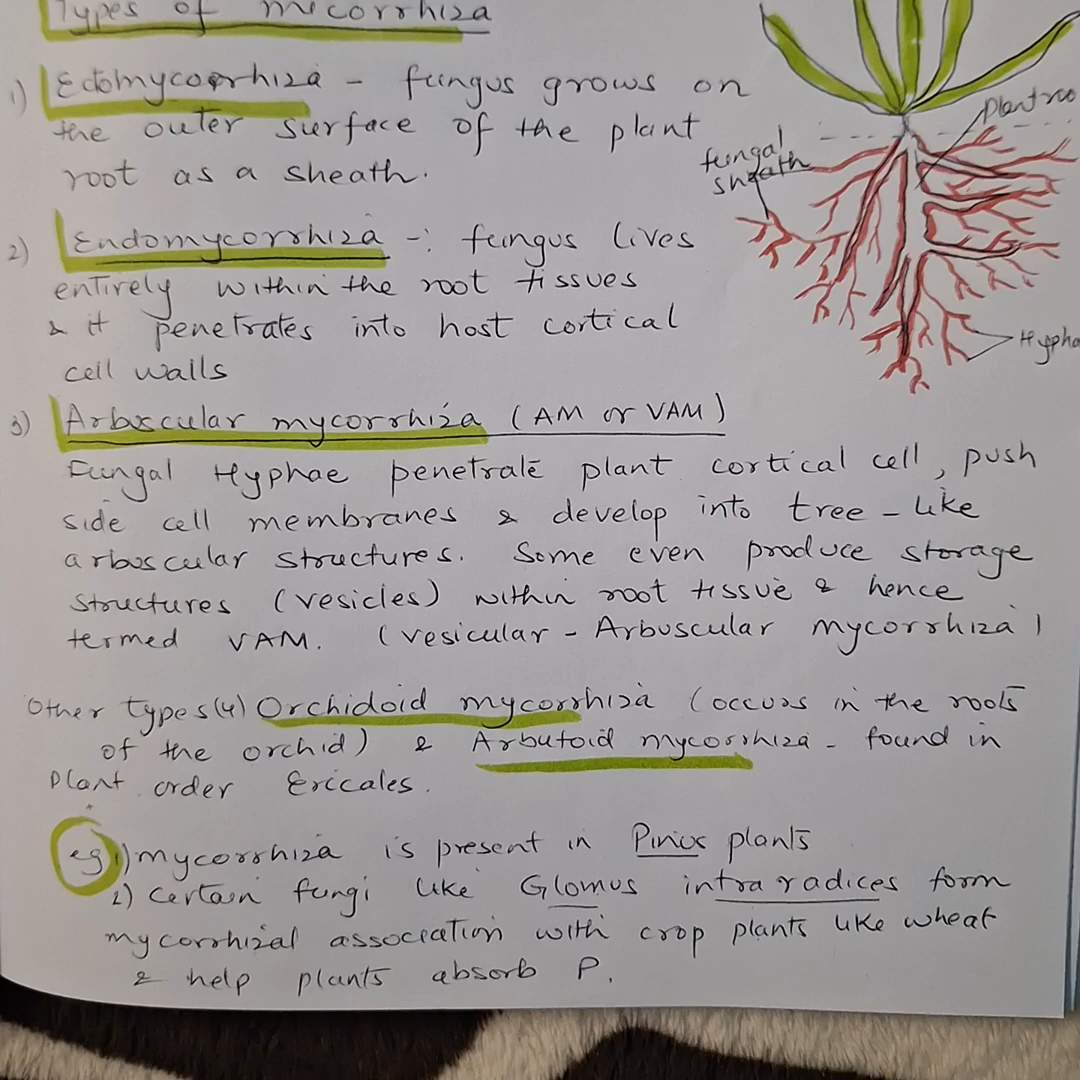 Types of mecorrhiza
1) Ectomycorrhiza - fungus grows on
the outer surface of the plant
root as a sheath.
2) Endomycorrhiza -: fungus lives
entirely within the root tissues
& it penetrates into host cortical
cell walls
3) Arbuscular mycorrhiza (AM or VAM)
Fungal Hyphae penetrate plant cortical cell, push
side cell membranes & develop into tree-like
arbuscular structures. Some even produce storage
structures (vesicles) within root tissue & hence
termed VAM. (Vesicular-Arbuscular mycorrhiza)
Other types (4) Orchidoid mycorrhiza (occurs in the roots
of the orchid) & Arbutoid mycorrhiza - found in
plant order Ericales.
eg 1) mycorrhiza is present in Pinus plants
2) Certain fungi like Glomus intraradices form
mycorrhizal association with crop plants like wheat
& help plants absorb P.
Plant roo
fungal
sheath
Hypha